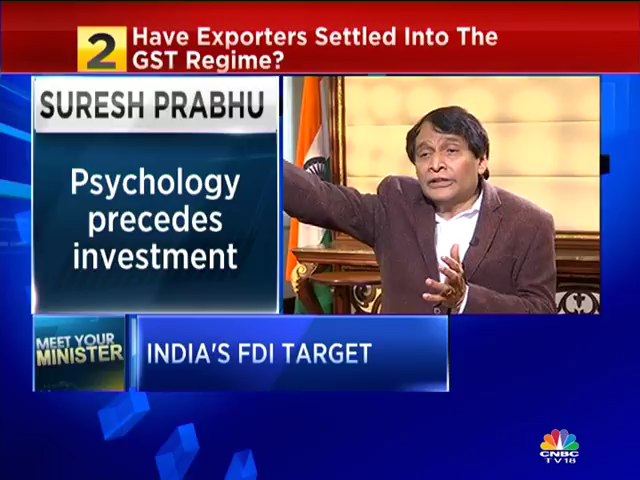 2
Have Exporters Settled Into The
GST Regime?
SURESH PRABHU
Psychology
precedes
investment
MEET YOUR
MINISTER
INDIA'S FDI TARGET
CNBC
TV18